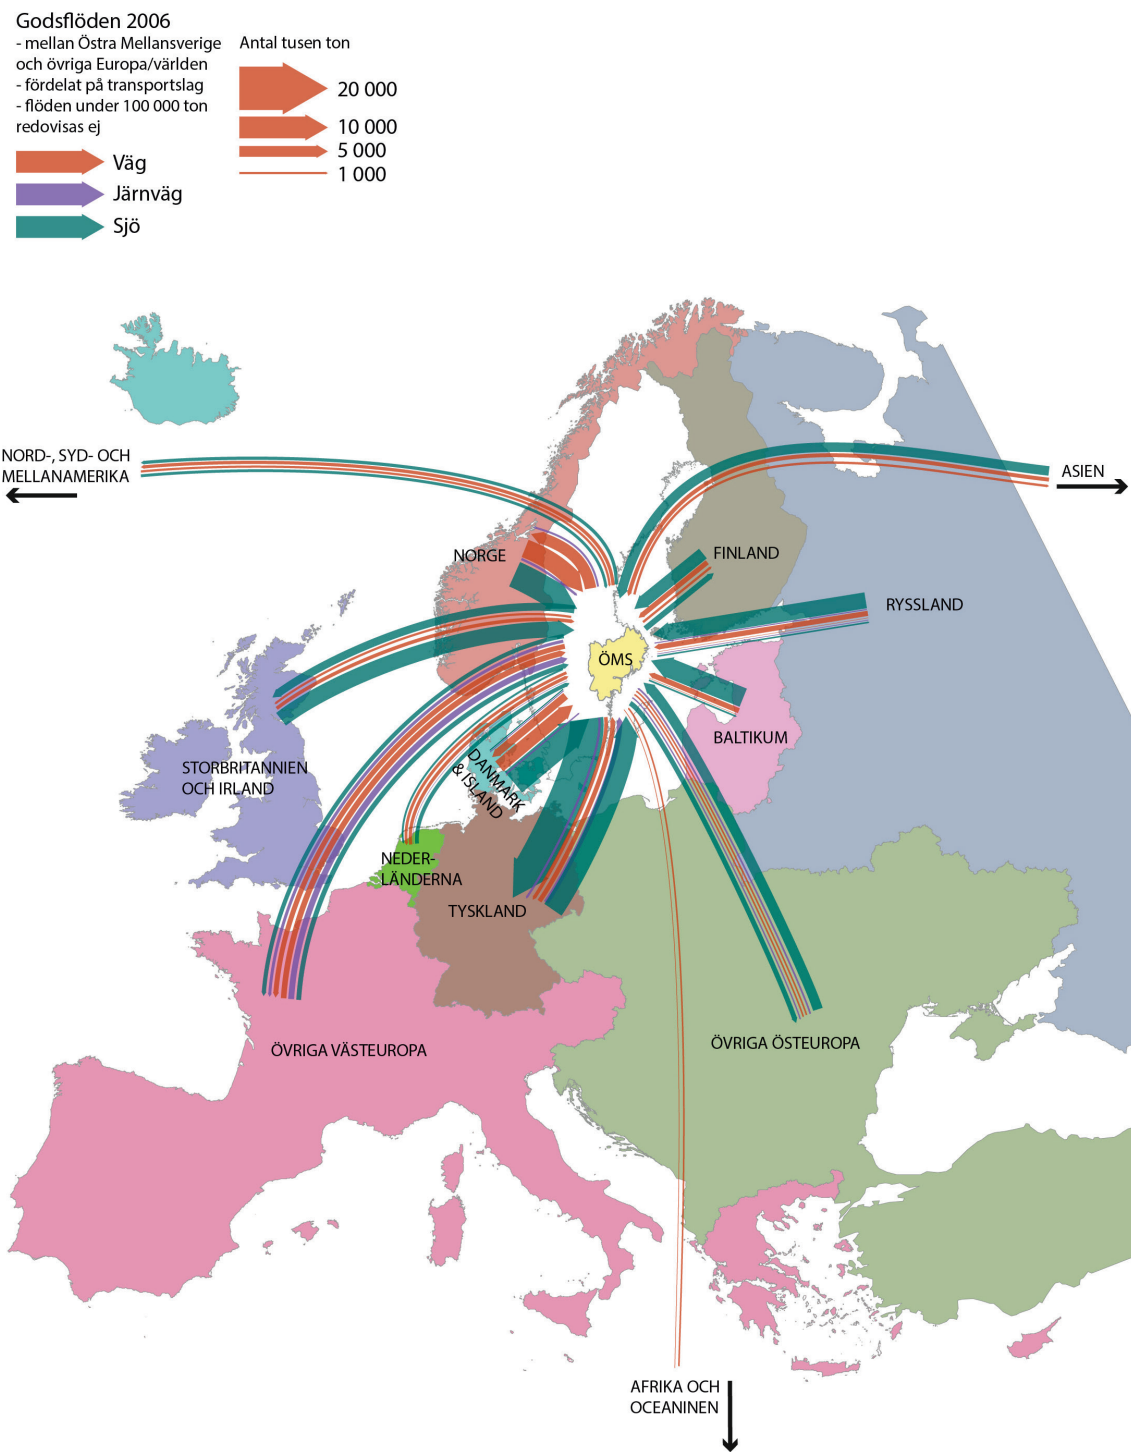 Godsflöden 2006
- mellan Östra Mellansverige
och övriga Europa/världen
- fördelat på transportslag
- flöden under 100 000 ton
redovisas ej
Väg
Järnväg
Sjö
Antal tusen ton
20 000
10 000
5 000
1 000
NORD-, SYD- OCH
MELLANAMERIKA
ASIEN
NORGE
FINLAND
RYSSLAND
ÖMS
BALTIKUM
STORBRITANNIEN
OCH IRLAND
DANMARK
& ISLAND
NEDER-
LÄNDERNA
TYSKLAND
ÖVRIGA VÄSTEUROPA
ÖVRIGA ÖSTEUROPA
AFRIKA OCH
OCEANINEN